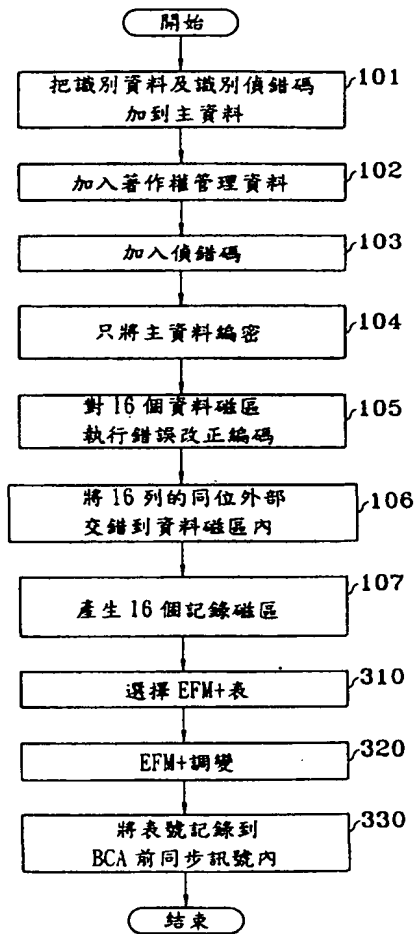 開始
把識別資料及識別偵錯碼
加到主資料
101
加入著作權管理資料
102
加入偵錯碼
103
只將主資料編密
104
對16個資料磁區
執行錯誤改正編碼
105
將16列的同位外部
交錯到資料磁區內
106
產生16個記錄磁區
107
選擇EFM+表
310
EFM+調變
320
將表號記錄到
BCA前同步訊號內
330
結束